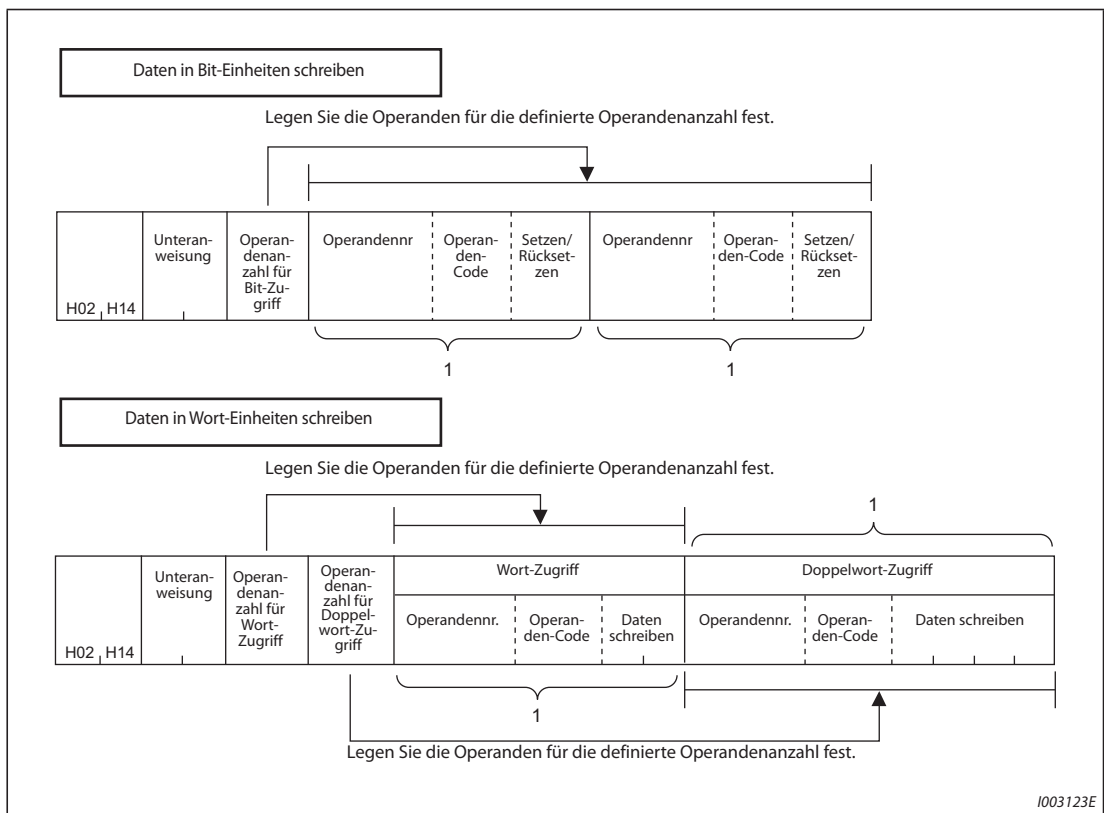 Daten in Bit-Einheiten schreiben
Legen Sie die Operanden für die definierte Operandenanzahl fest.
H02 H14
Unteran-
weisung
Operan-
denan-
zahl für
Bit-Zu-
griff
Operandennr
Operan-
den-
Code
Setzen/
Rückset-
zen
Operandennr
Operan-
den-Code
Setzen/
Rückset-
zen
1
1
Daten in Wort-Einheiten schreiben
Legen Sie die Operanden für die definierte Operandenanzahl fest.
1
H02 H14
Unteran-
weisung
Operan-
denan-
zahl für
Wort-
Zugriff
Operan-
denan-
zahl für
Doppel-
wort-Zu-
griff
Wort-Zugriff
Operandennr.
Operan-
den-Code
Daten
schreiben
Doppelwort-Zugriff
Operandennr.
Operan-
den-Code
Daten schreiben
1
Legen Sie die Operanden für die definierte Operandenanzahl fest.
I003123E